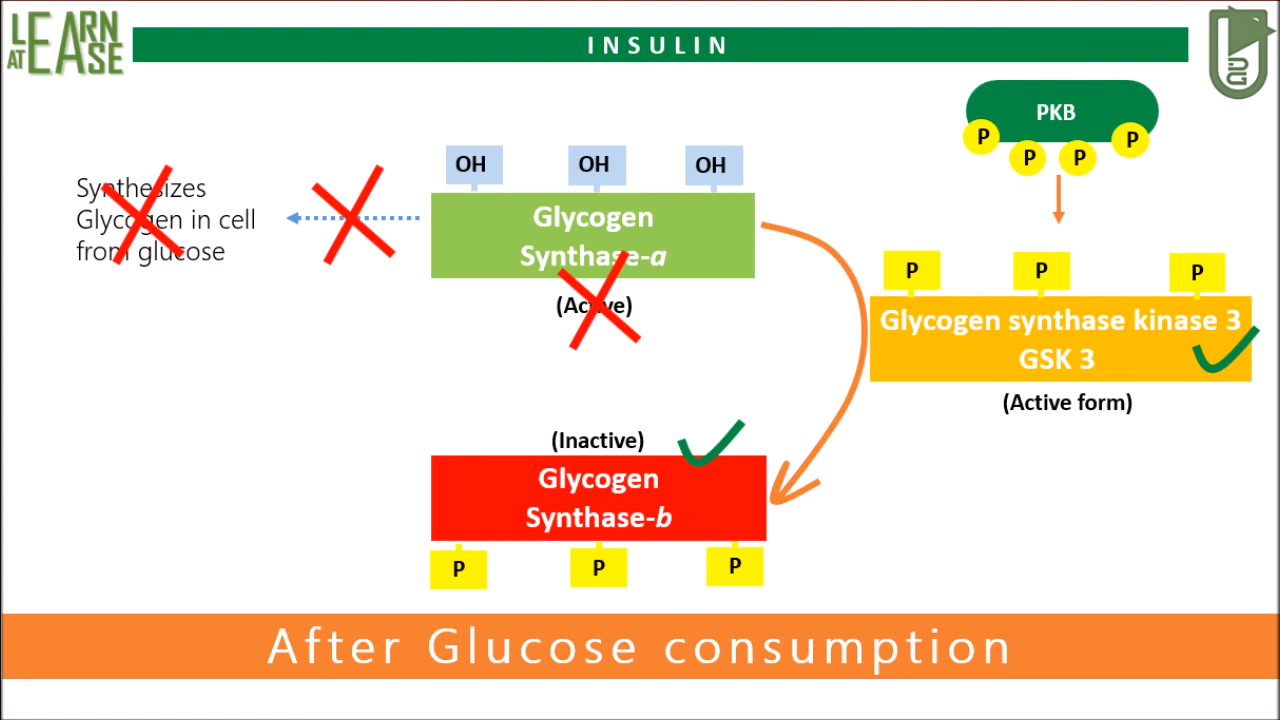 LEARN
AT EASE
INSULIN
PKB
P
P
P
P
OH
OH
OH
Synthesizes
Glycogen in cell
from glucose
Glycogen
Synthase-a
(Active)
P
P
P
Glycogen synthase kinase 3
GSK 3
(Active form)
(Inactive)
Glycogen
Synthase-b
P
P
P
After Glucose consumption